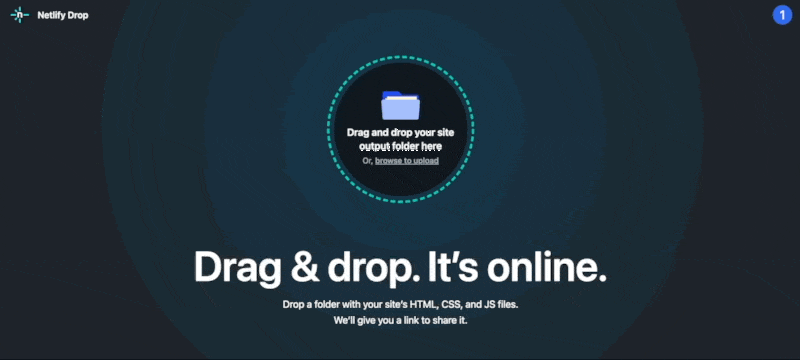 Netlify Drop
1
Drag and drop your site
output folder here
Or, browse to upload
Drag & drop. It’s online.
Drop a folder with your site’s HTML, CSS, and JS files.
We’ll give you a link to share it.